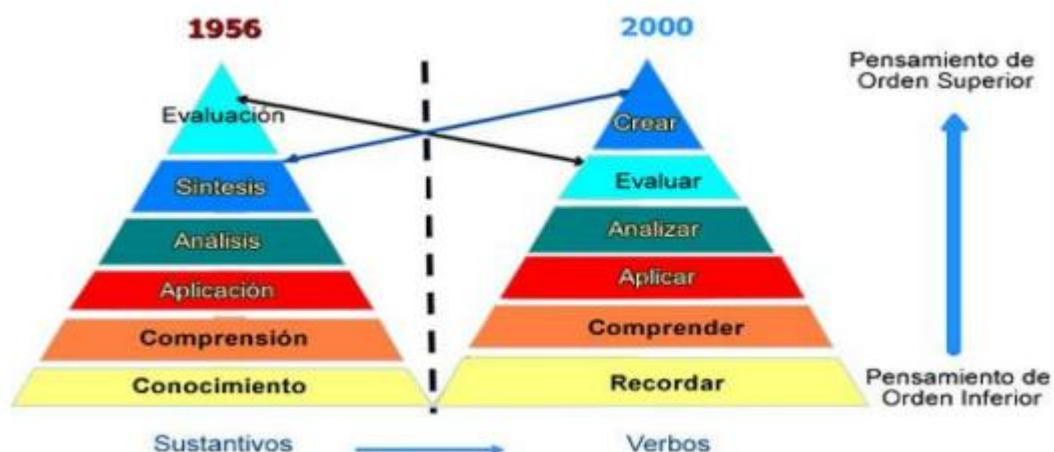 1956
Evaluación
Síntesis
Análisis
Aplicación
Comprensión
Conocimiento
Sustantivos
2000
Crear
Evaluar
Analizar
Aplicar
Comprender
Recordar
Verbos
Pensamiento de
Orden Superior
Pensamiento de
Orden Inferior